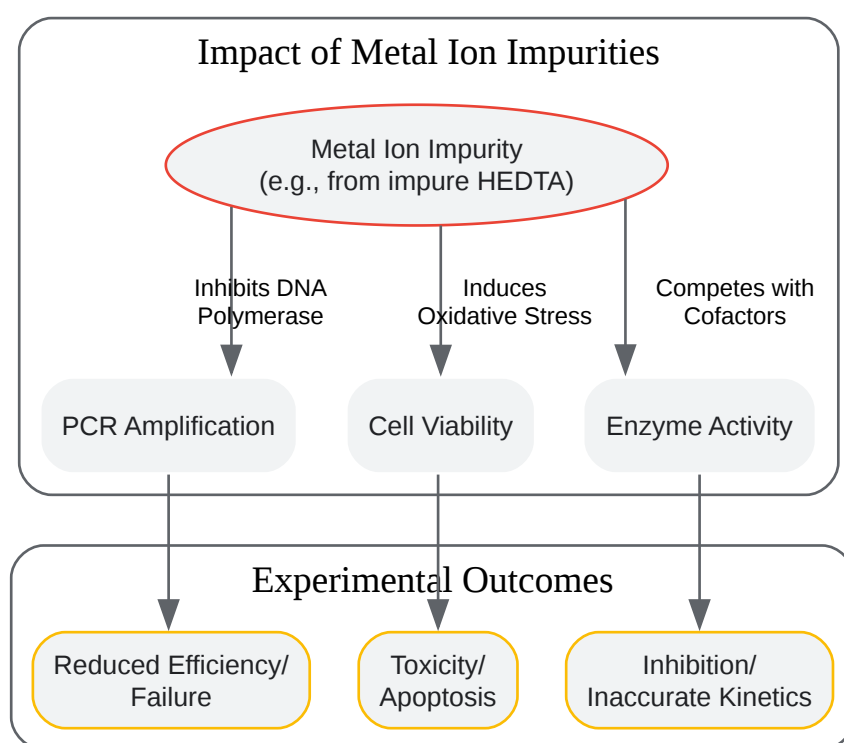 Impact of Metal Ion Impurities
Metal Ion Impurity
(e.g., from impure HEDTA)
Inhibits DNA
Polymerase
Induces
Oxidative Stress
Competes with
Cofactors
PCR Amplification
Cell Viability
Enzyme Activity
Experimental Outcomes
Reduced Efficiency/
Failure
Toxicity/
Apoptosis
Inhibition/
Inaccurate Kinetics